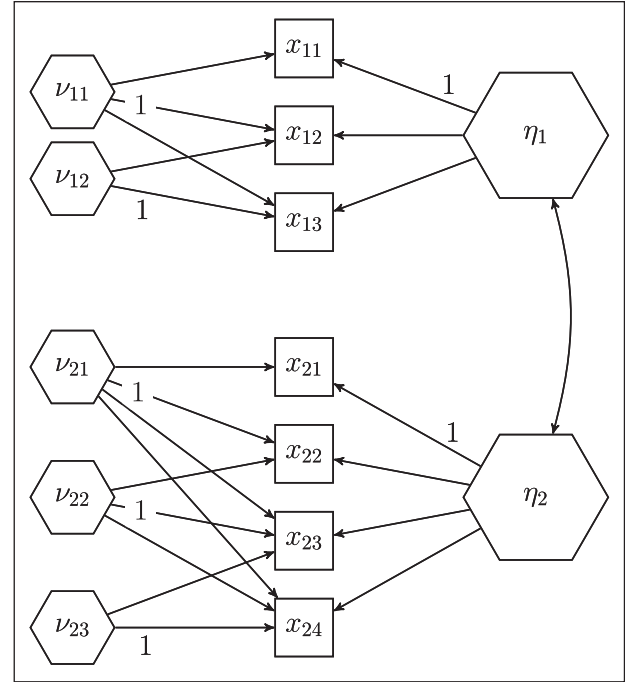 x₁₁
ν₁₁ 1 1
x₁₂ η₁
ν₁₂
1 x₁₃
ν₂₁ x₂₁
1
1
x₂₂
ν₂₂ 1 η₂
x₂₃
ν₂₃ x₂₄
1